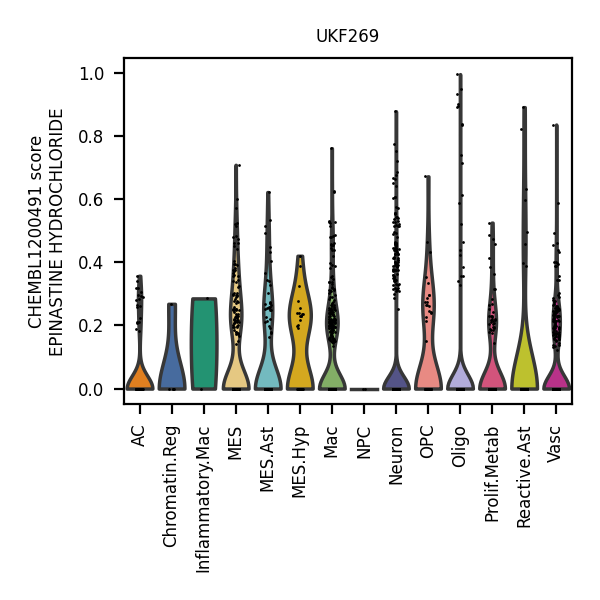 UKF269
CHEMBL1200491 score
EPINASTINE HYDROCHLORIDE
1.0
0.8
0.6
0.4
0.2
0.0
AC
Chromatin.Reg
Inflammatory.Mac
MES
MES.Ast
MES.Hyp
Mac
NPC
Neuron
OPC
Oligo
Prolif.Metab
Reactive.Ast
Vasc